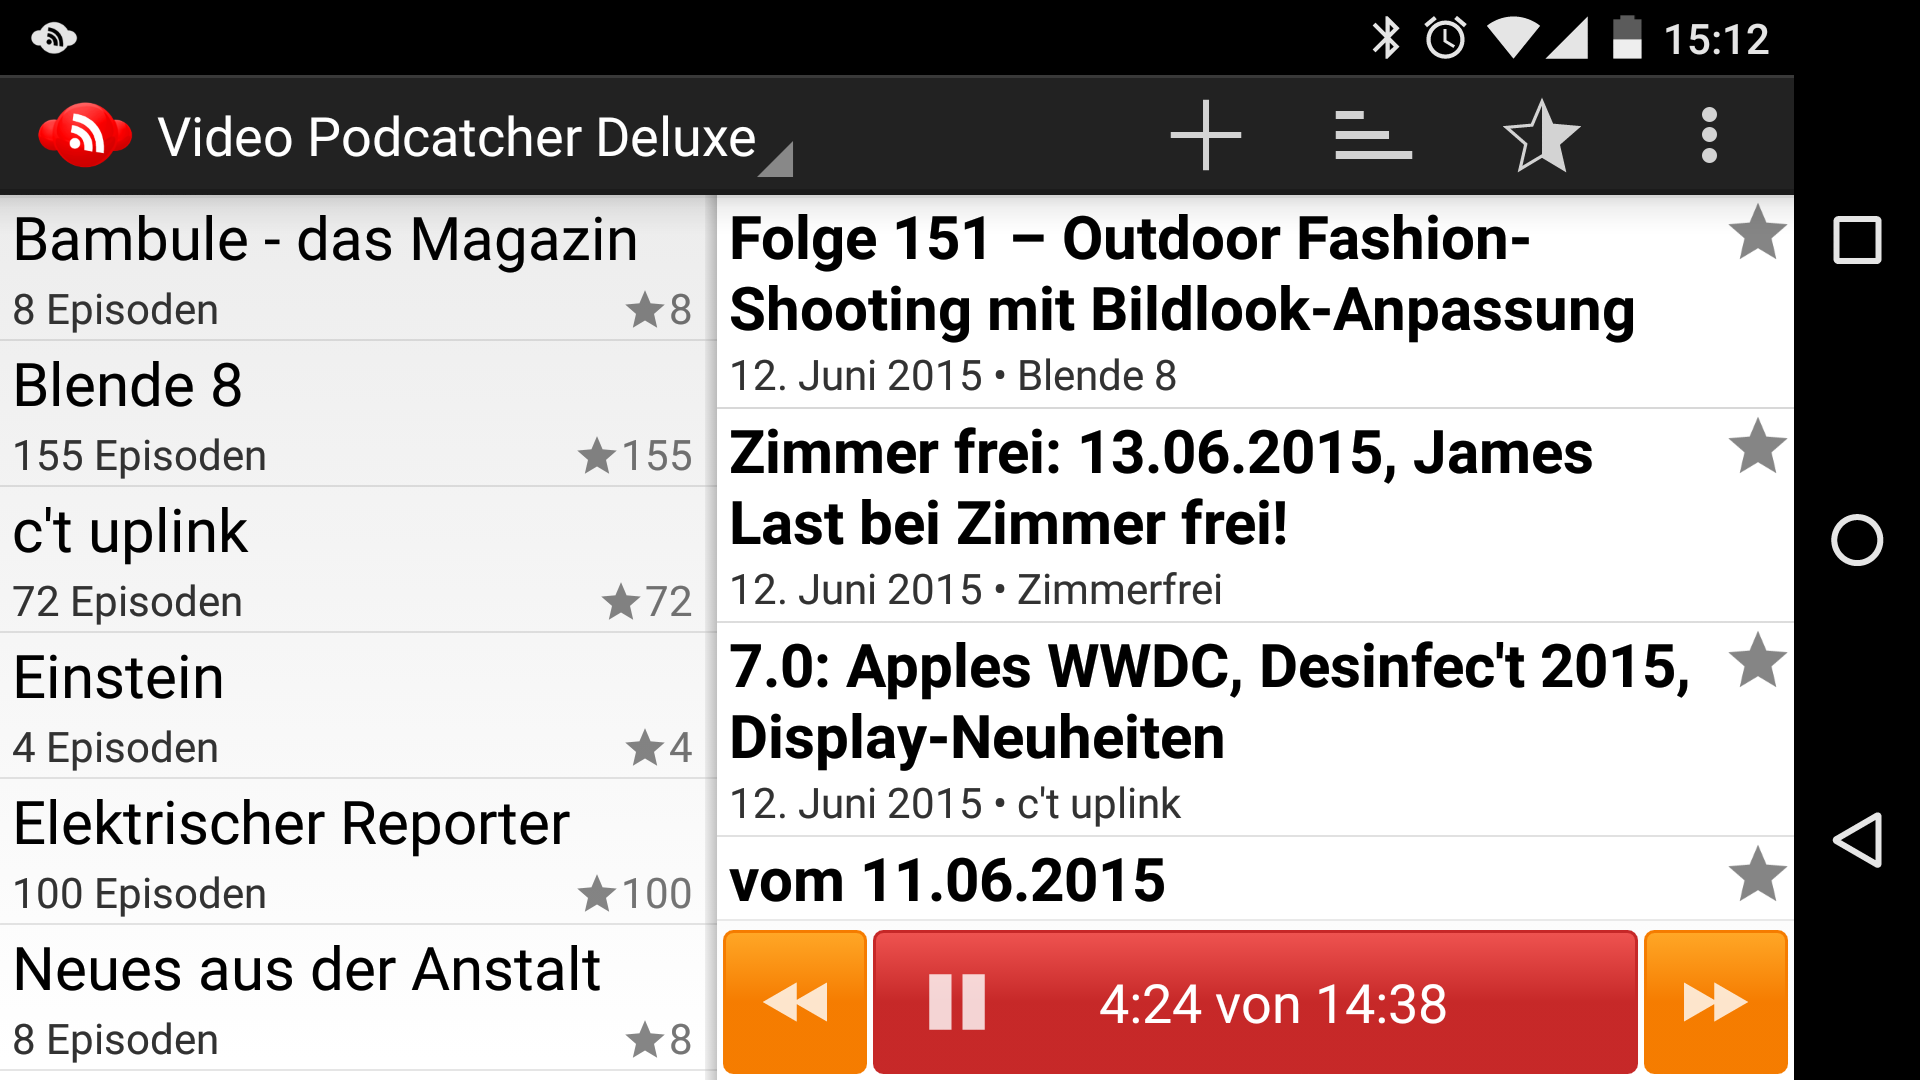 15:12
Video Podcatcher Deluxe
Bambule - das Magazin
8 Episoden
8
Blende 8
155 Episoden
155
c't uplink
72 Episoden
72
Einstein
4 Episoden
4
Elektrischer Reporter
100 Episoden
100
Neues aus der Anstalt
8 Episoden
8
Folge 151 – Outdoor Fashion-
Shooting mit Bildlook-Anpassung
12. Juni 2015 • Blende 8
Zimmer frei: 13.06.2015, James
Last bei Zimmer frei!
12. Juni 2015 • Zimmerfrei
7.0: Apples WWDC, Desinfec't 2015,
Display-Neuheiten
12. Juni 2015 • c't uplink
vom 11.06.2015
4:24 von 14:38